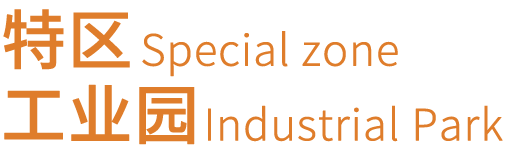 特区 Special zone
工业园 Industrial Park